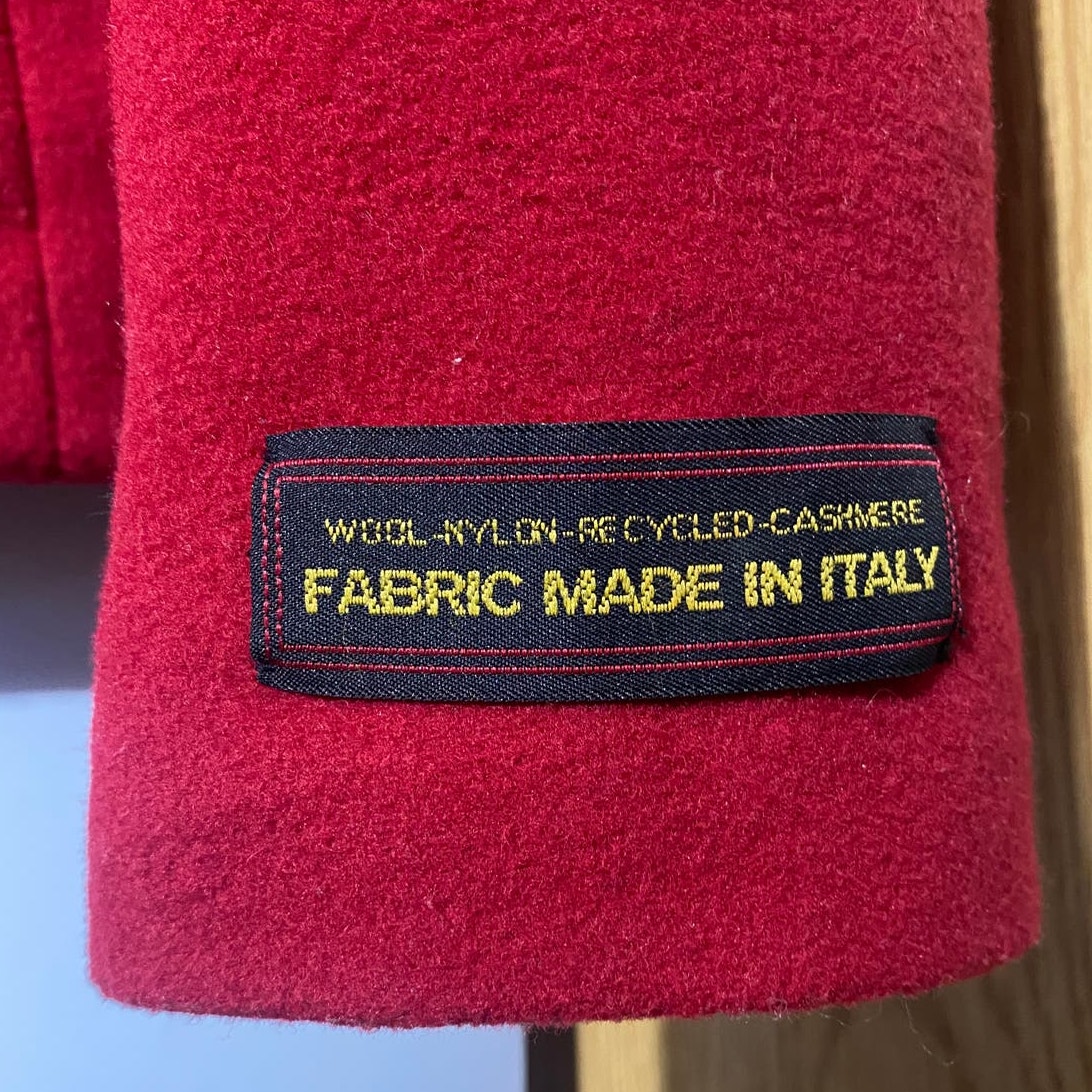 WOOL-NYLON-RECYCLED-CASHMERE
FABRIC MADE IN ITALY